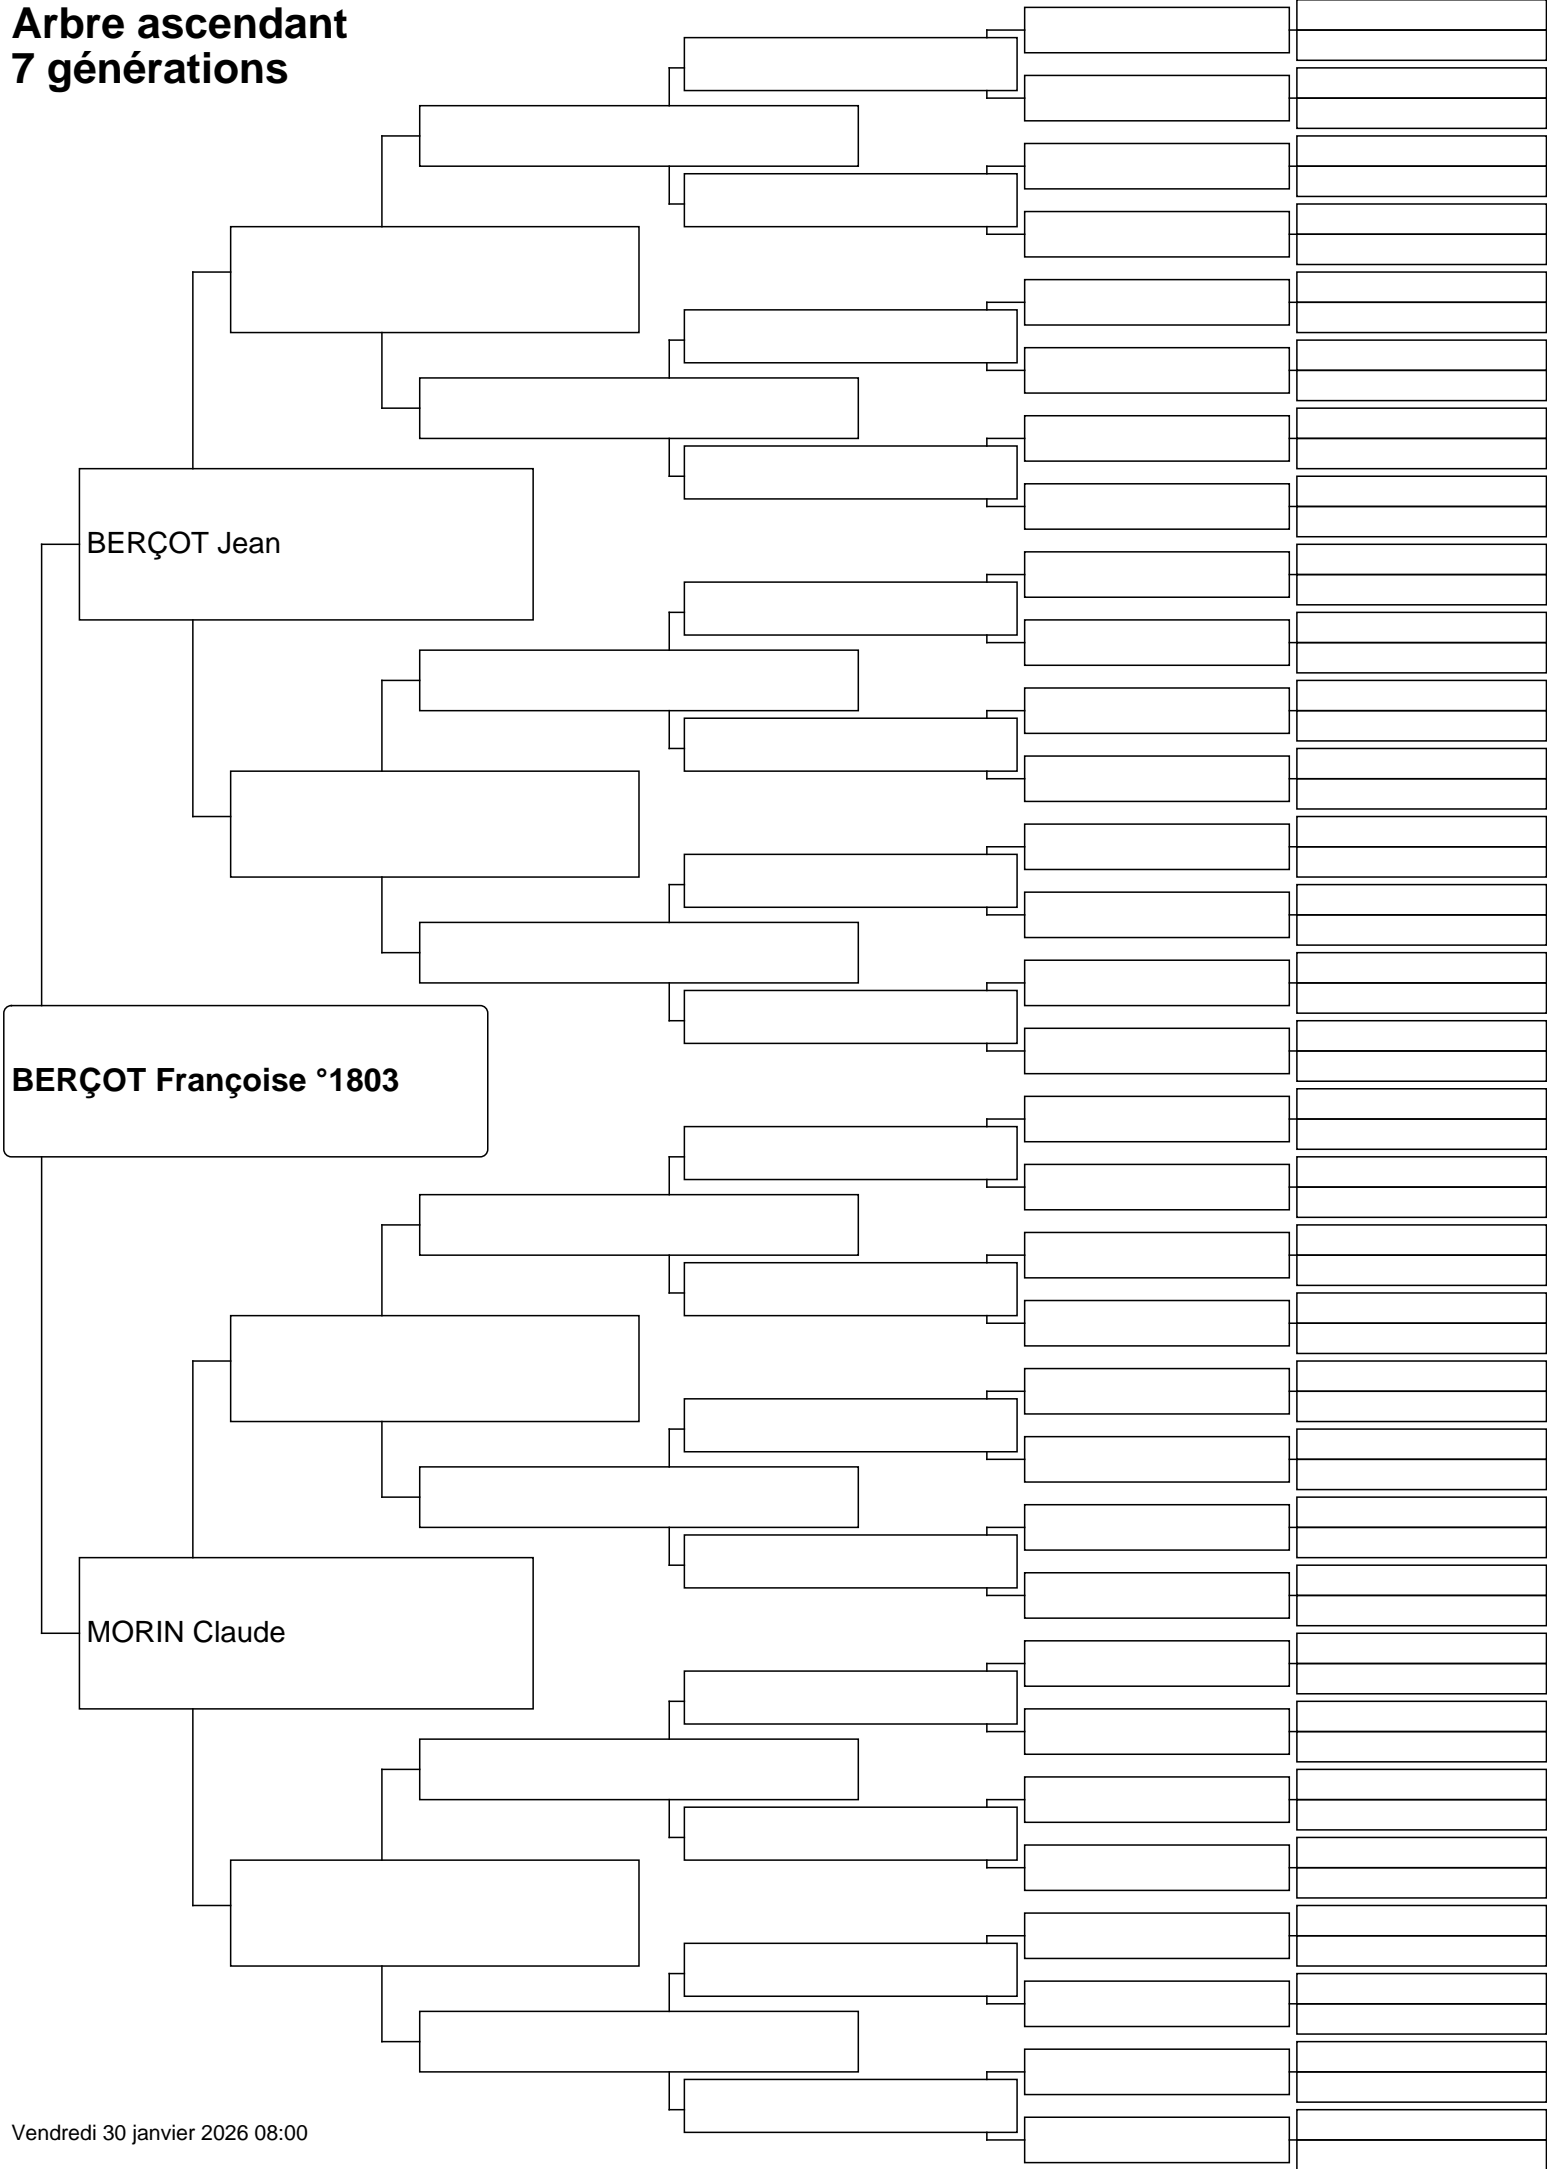 Arbre ascendant
7 générations
BERÇOT Jean
BERÇOT Françoise °1803
MORIN Claude
Vendredi 30 janvier 2026 08:00